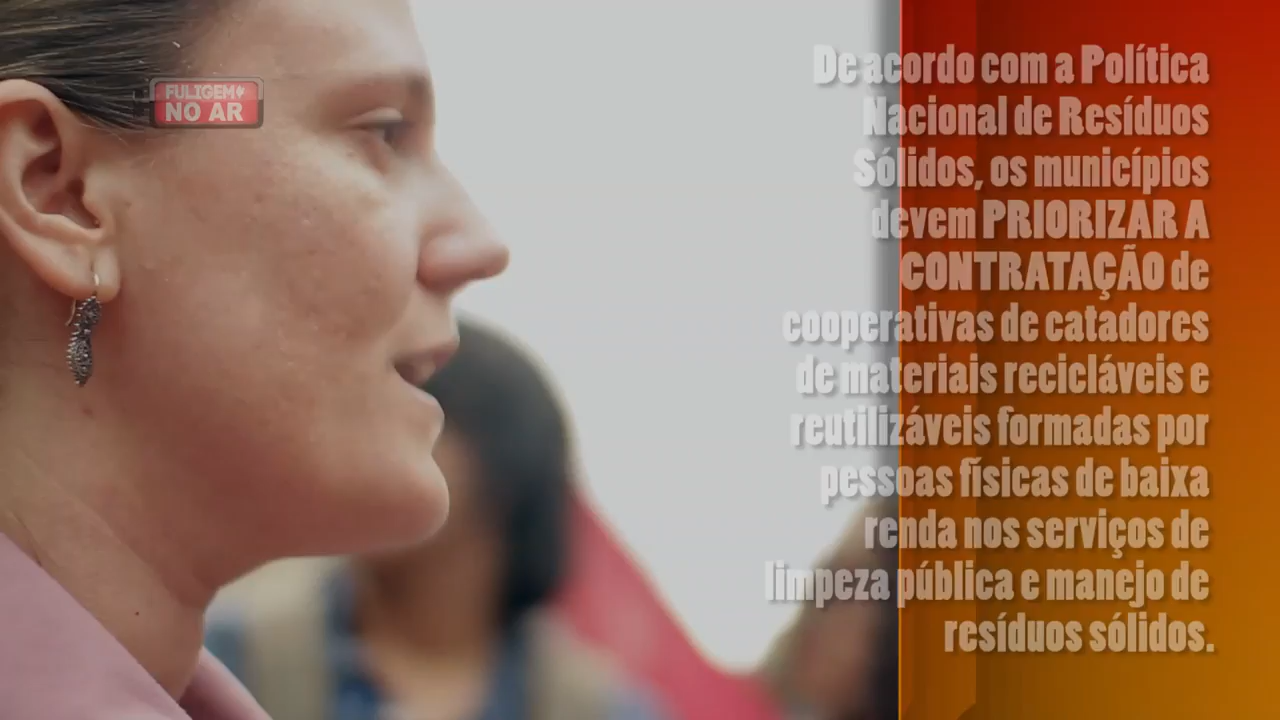 FULIGEM
NO AR
De acordo com a Política
Nacional de Resíduos
Sólidos, os municípios
devem PRIORIZAR A
CONTRATAÇÃO de
cooperativas de catadores
de materiais recicláveis e
reutilizáveis formadas por
pessoas físicas de baixa
renda nos serviços de
limpeza pública e manejo de
resíduos sólidos.